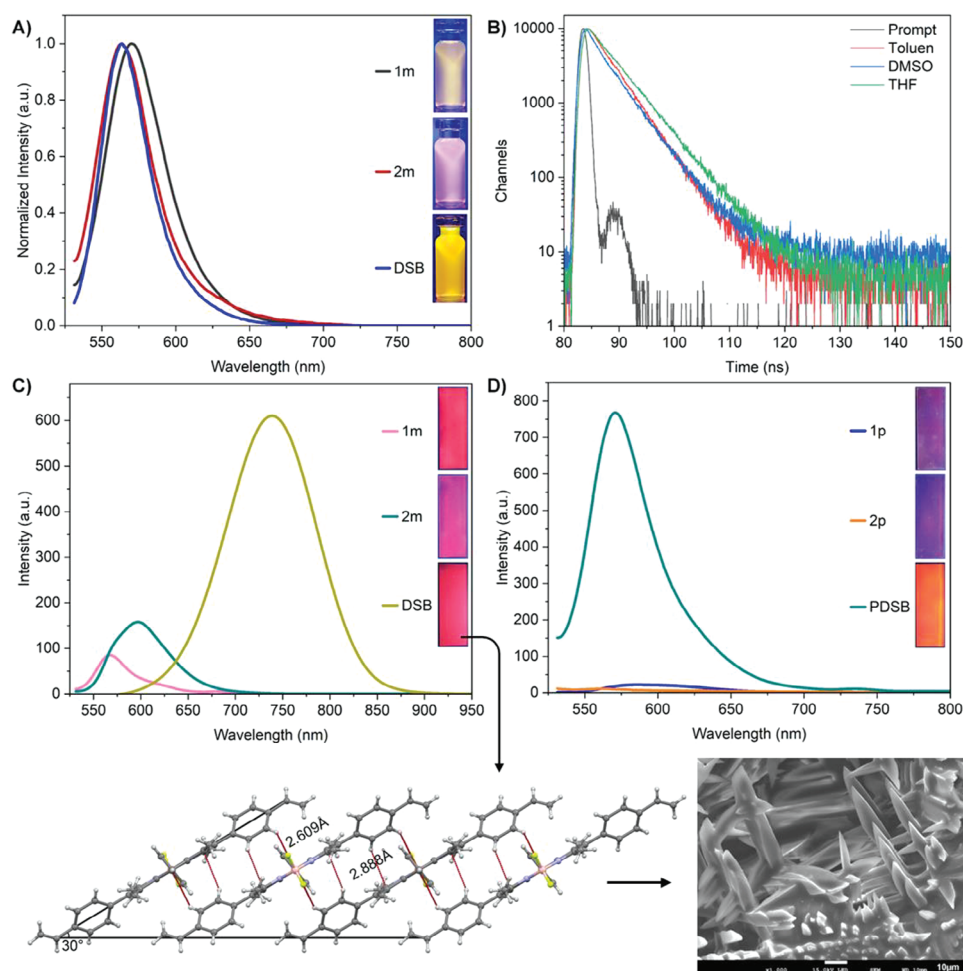 A)
Normalized Intensity (a.u.)
1.0
0.8
0.6
0.4
0.2
0.0
550 600 650 700 750 800
Wavelength (nm)
1m
2m
DSB
B)
Channels
10000
1000
100
10
1
80 90 100 110 120 130 140 150
Time (ns)
Prompt
Toluen
DMSO
THF
C)
Intensity (a.u.)
600
500
400
300
200
100
0
550 600 650 700 750 800 850 900 950
Wavelength (nm)
1m
2m
DSB
D)
Intensity (a.u.)
800
700
600
500
400
300
200
100
0
550 600 650 700 750 800
Wavelength (nm)
1p
2p
PDSB
2.609Å
2.888Å
30°
10µm